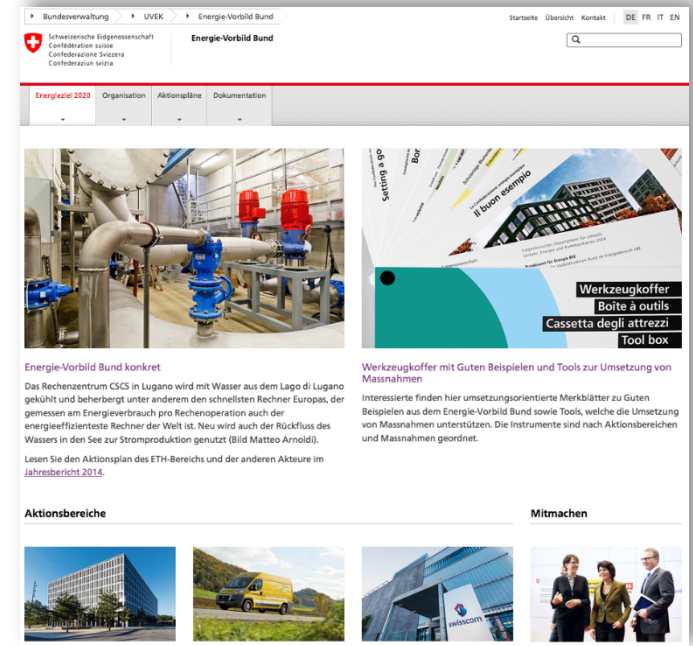 Bundesverwaltung UVEK Energie-Vorbild Bund
Startseite Übersicht Kontakt DE FR IT EN
Schweizerische Eidgenossenschaft
Confédération suisse
Confederazione Svizzera
Confederaziun svizra
Energie-Vorbild Bund
Energieziel 2020 Organisation Aktionspläne Dokumentation
Setting a go
Il buon esempio
Werkzeugkoffer
Boîte à outils
Cassetta degli attrezzi
Tool box
Energie-Vorbild Bund konkret
Das Rechenzentrum CSCS in Lugano wird mit Wasser aus dem Lago di Lugano
gekühlt und beherbergt unter anderem den schnellsten Rechner Europas, der
gemessen am Energieverbrauch pro Rechenoperation auch der
energieeffizienteste Rechner der Welt ist. Neu wird auch der Rückfluss des
Wassers in den See zur Stromproduktion genutzt (Bild Matteo Arnoldi).
Lesen Sie den Aktionsplan des ETH-Bereichs und der anderen Akteure im
Jahresbericht 2014.
Werkzeugkoffer mit Guten Beispielen und Tools zur Umsetzung von
Massnahmen
Interessierte finden hier umsetzungsorientierte Merkblätter zu Guten
Beispielen aus dem Energie-Vorbild Bund sowie Tools, welche die Umsetzung
von Massnahmen unterstützen. Die Instrumente sind nach Aktionsbereichen
und Massnahmen geordnet.
Aktionsbereiche
Mitmachen
swisscom